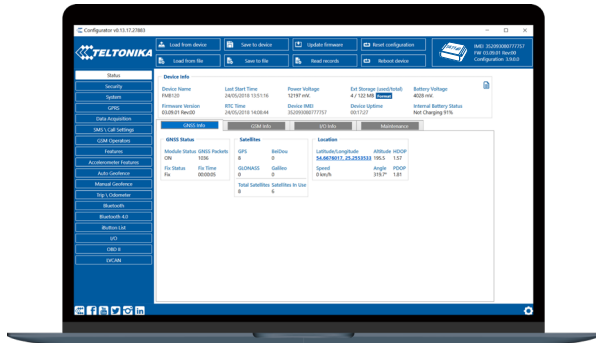 Configurator v0.13.17.27883
TELTONIKA
Load from device
Save to device
Update firmware
Reset configuration
Load from file
Save to file
Read records
Reboot device
IMEI 352093080777757
FW 03.09.01 Rev:00
Configuration 1.9.0.0
Status
Security
System
GPRS
Data Acquisition
SMS \ Call Settings
GSM Operators
Features
Accelerometer Features
Auto Geofence
Manual Geofence
Trip \ Odometer
Bluetooth
Bluetooth 4.0
iButton List
I/O
OBD II
LVCAN
Device Info
Device Name Last Start Time Power Voltage Ext Storage (used/total) Battery Voltage
FMB120 24/05/2018 13:51:16 12197 mV. 4 / 122 MB Format 4028 mV.
Firmware Version RTC Time Device IMEI Device Uptime Internal Battery Status
03.09.01 Rev:00 24/05/2018 14:08:44 352093080777757 00:17:27 Not Charging 91%
GNSS Info GSM Info I/O Info Maintenance
GNSS Status
Module Status GNSS Packets
ON 1036
Fix Status Fix Time
Fix 00:00:05
Satellites
GPS BeiDou
8 0
GLONASS Galileo
0 0
Total Satellites Satellites In Use
8 6
Location
Latitude/Longitude Altitude HDOP
54.6678017, 25.2553533 195.5 1.57
Speed Angle PDOP
0 km/h 319.7° 1.81